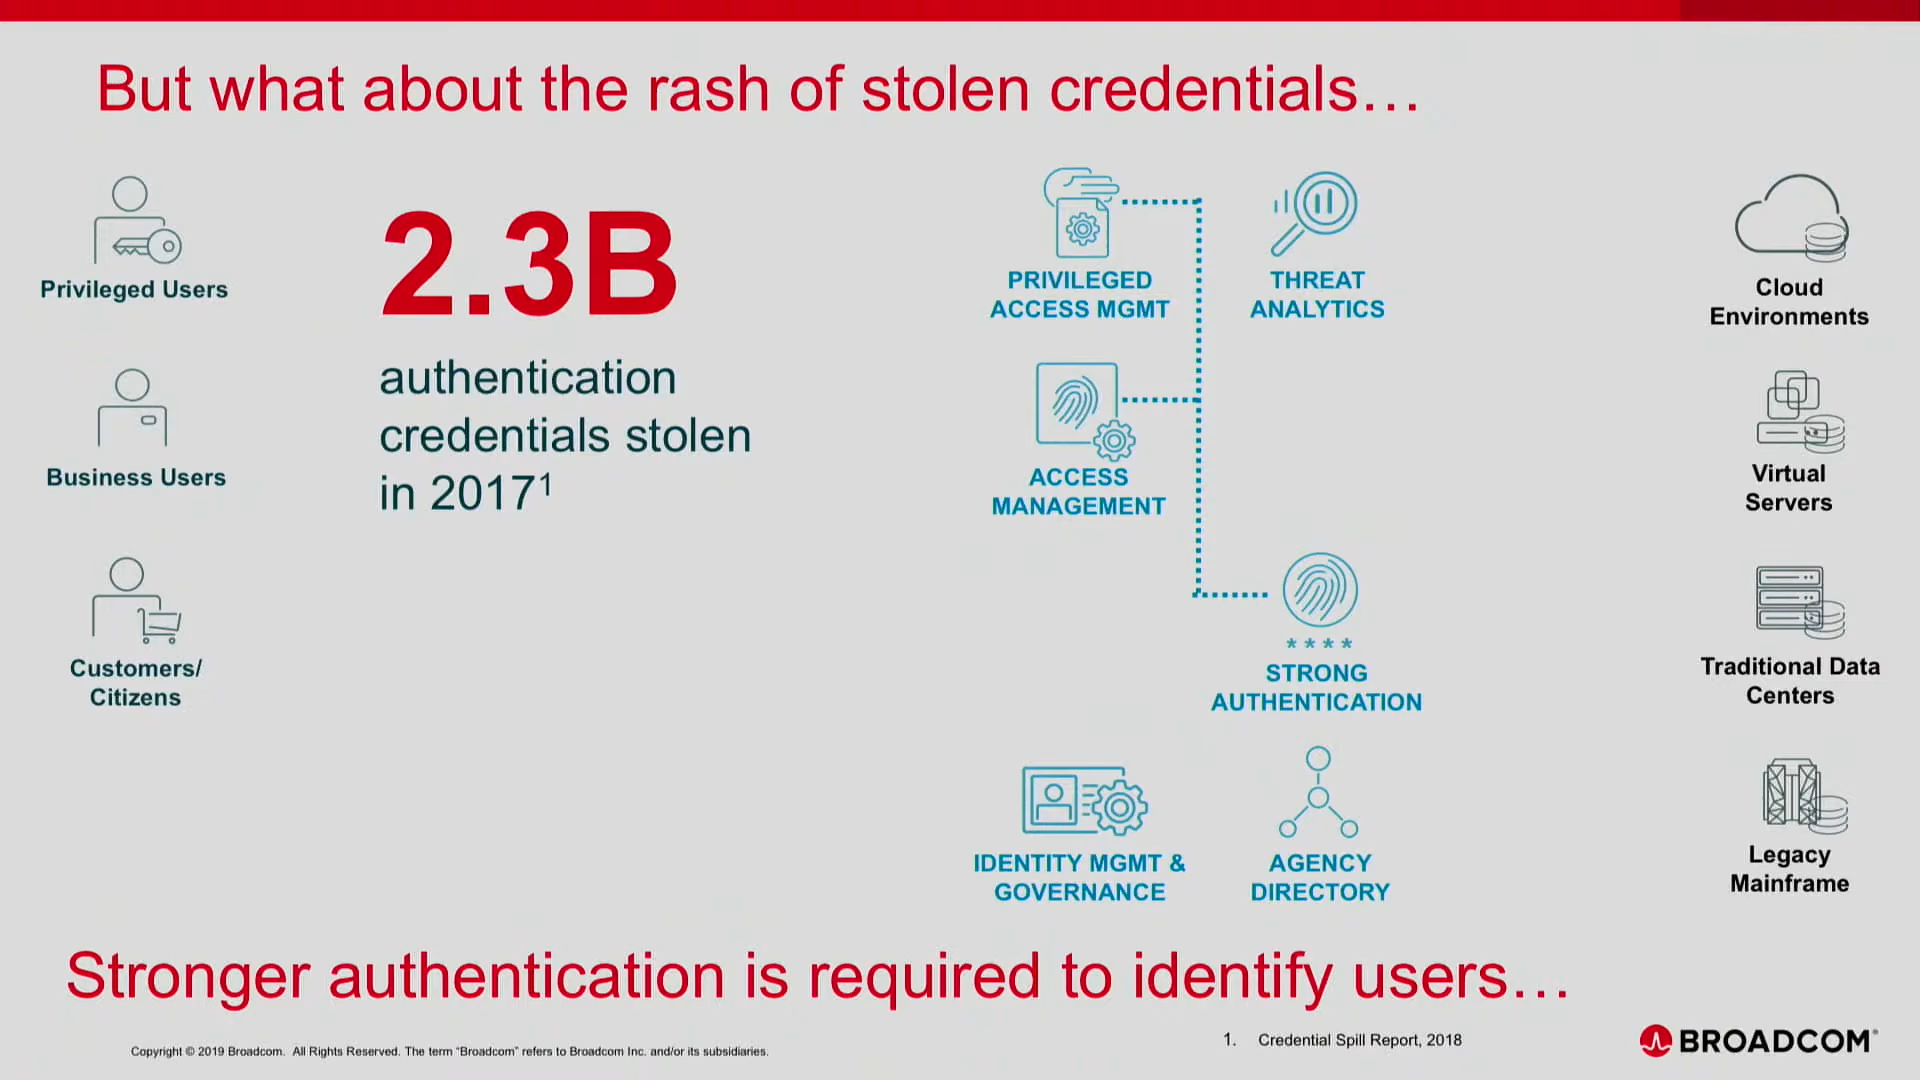 But what about the rash of stolen credentials…
Privileged Users
Business Users
Customers/
Citizens
2.3B
authentication
credentials stolen
in 2017¹
PRIVILEGED
ACCESS MGMT
THREAT
ANALYTICS
ACCESS
MANAGEMENT
* * * *
STRONG
AUTHENTICATION
IDENTITY MGMT &
GOVERNANCE
AGENCY
DIRECTORY
Cloud
Environments
Virtual
Servers
Traditional Data
Centers
Legacy
Mainframe
Stronger authentication is required to identify users…
Copyright © 2019 Broadcom. All Rights Reserved. The term “Broadcom” refers to Broadcom Inc. and/or its subsidiaries.
1. Credential Spill Report, 2018
BROADCOM®